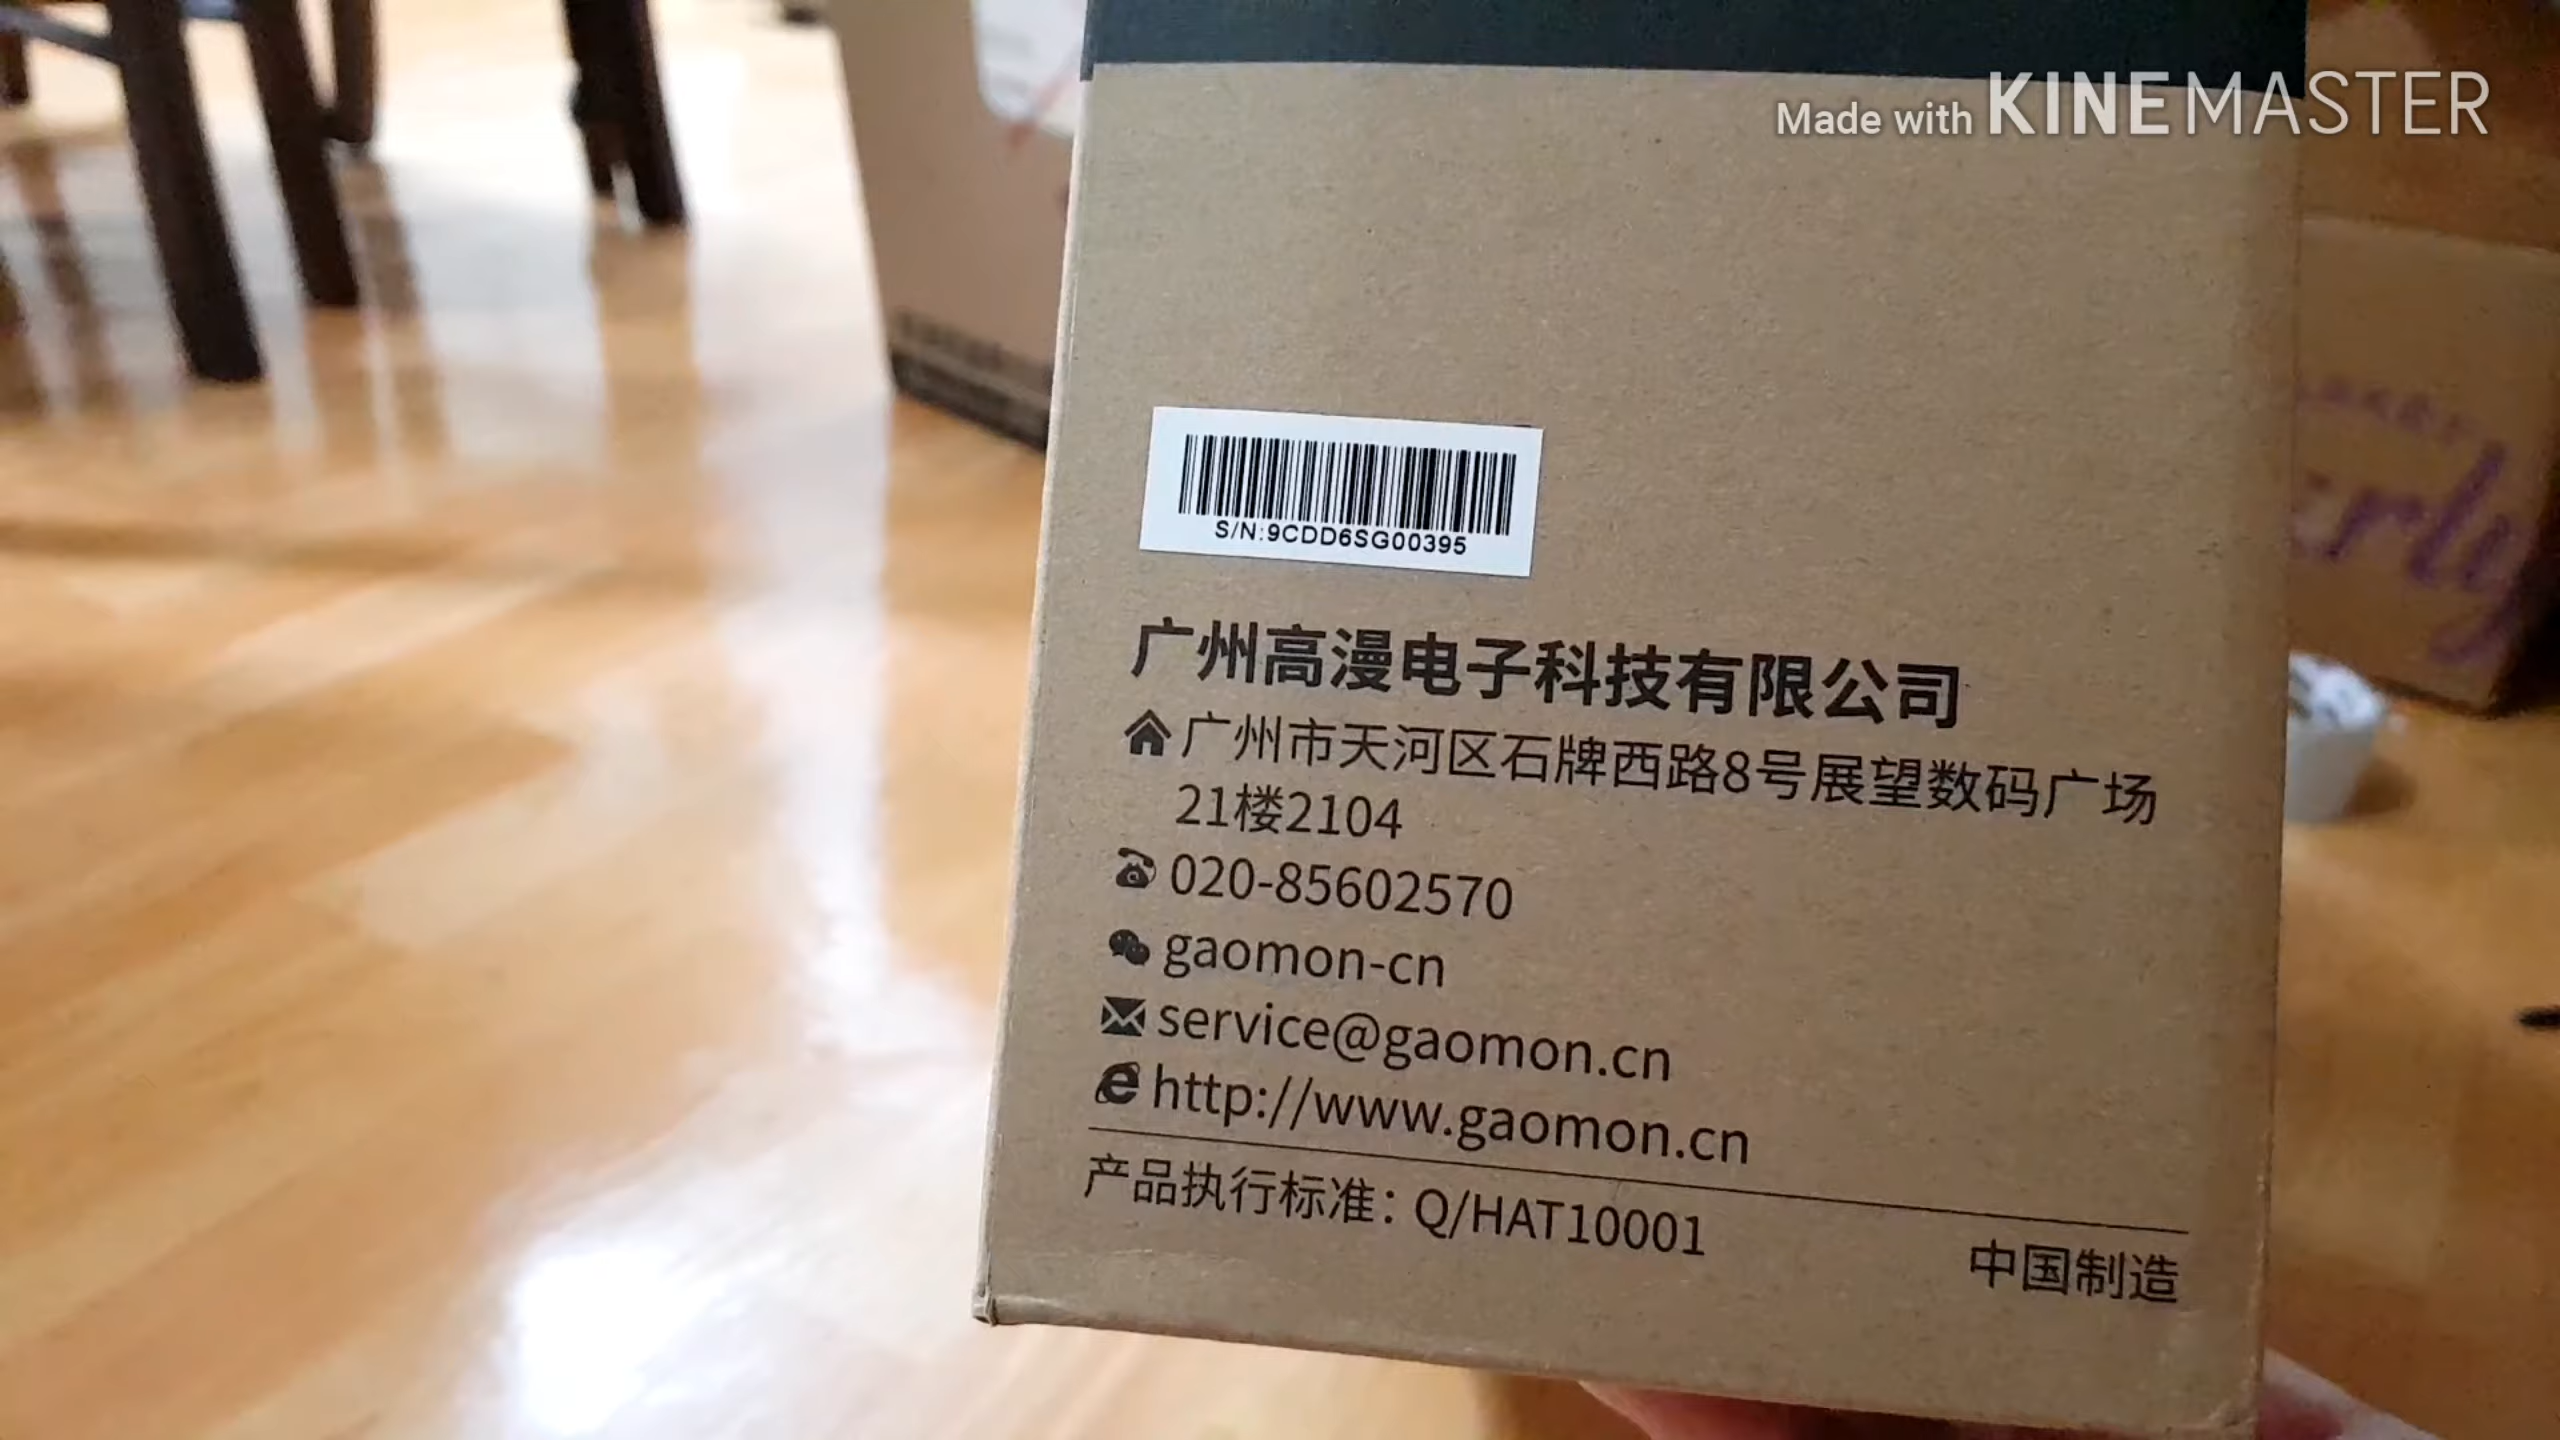 Made with KINEMASTER
S/N:9CDD6SG00395
广州高漫电子科技有限公司
广州市天河区石牌西路8号展望数码广场
21楼2104
020-85602570
gaomon-cn
service@gaomon.cn
http://www.gaomon.cn
产品执行标准：Q/HAT10001
中国制造